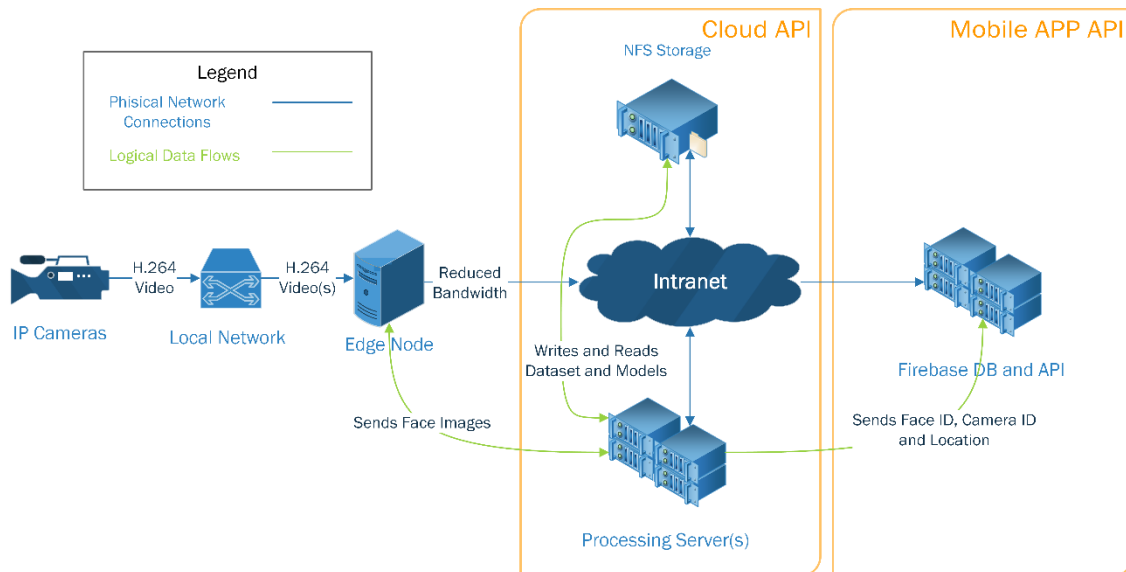 Cloud API
Mobile APP API
NFS Storage
Legend
Phisical Network
Connections
Logical Data Flows
H.264
Video
H.264
Video(s)
Reduced
Bandwidth
Intranet
IP Cameras
Local Network
Edge Node
Writes and Reads
Dataset and Models
Firebase DB and API
Sends Face Images
Sends Face ID, Camera ID
and Location
Processing Server(s)